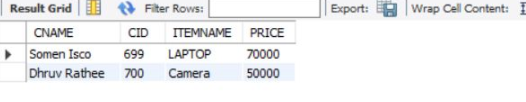 Result Grid Filter Rows: Export: Wrap Cell Content:
CNAME CID ITEMNAME PRICE
Somen Isco 699 LAPTOP 70000
Dhruv Rathee 700 Camera 50000